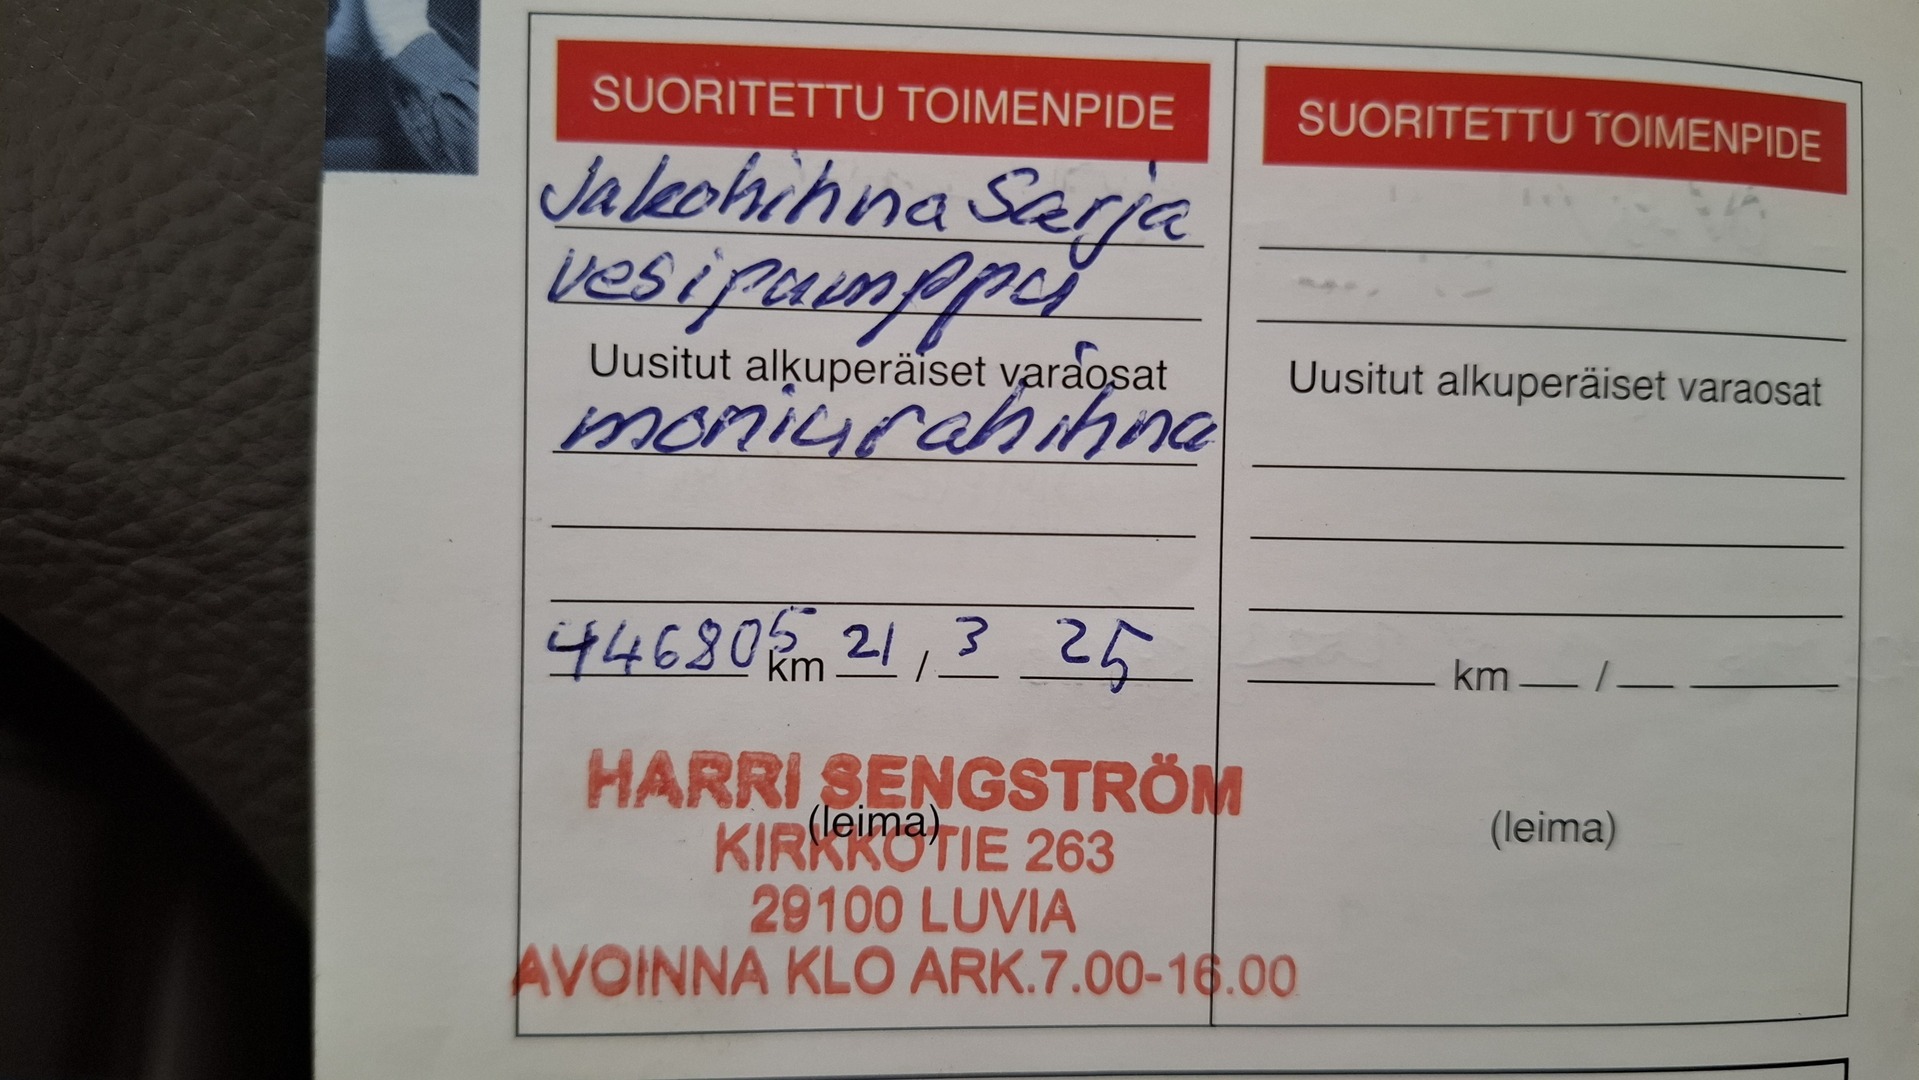 SUORITETTU TOIMENPIDE
Jakohihna Sarja
vesipumppu
Uusitut alkuperäiset varaosat
moniurahihna
446805 km 21 / 3 25
HARRI SENGSTRÖM
(leima)
KIRKKOTIE 263
29100 LUVIA
AVOINNA KLO ARK.7.00-16.00
SUORITETTU TOIMENPIDE
Uusitut alkuperäiset varaosat
km / 
(leima)